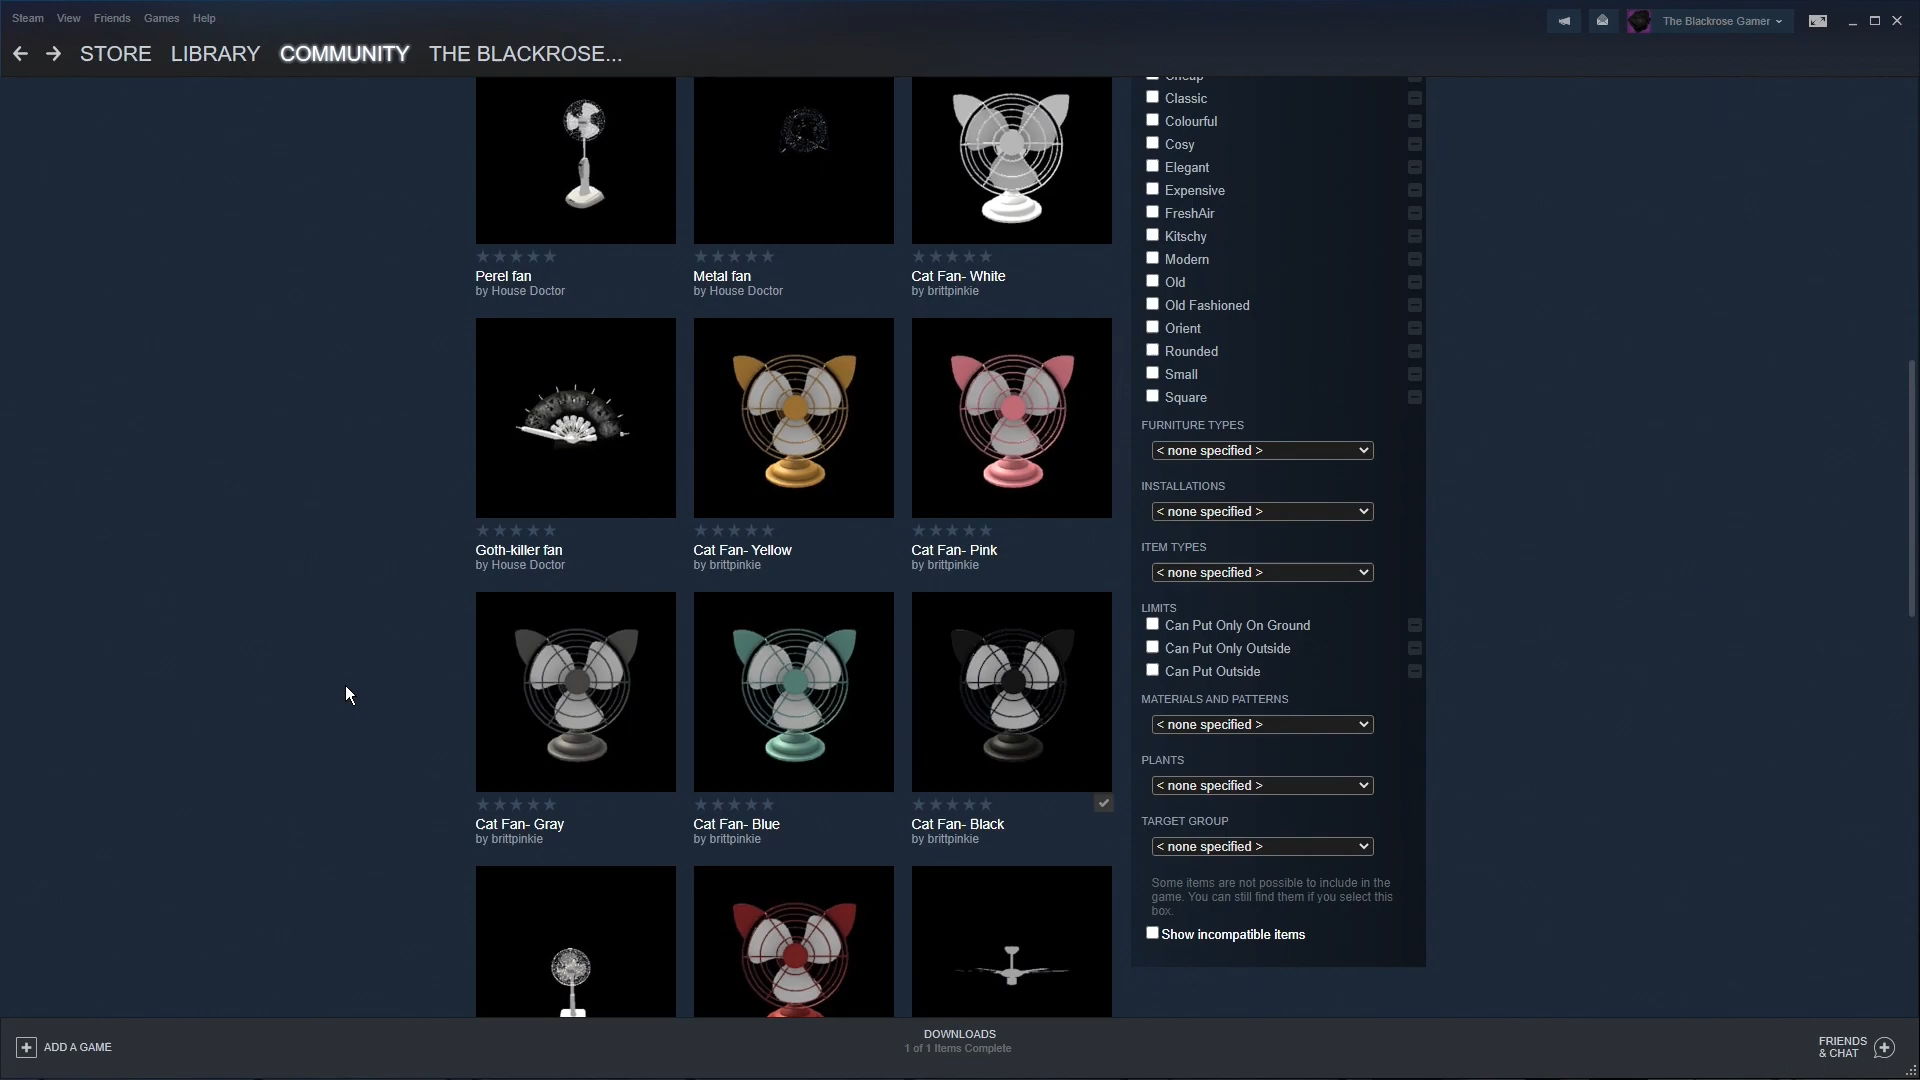 Steam View Friends Games Help
The Blackrose Gamer
STORE LIBRARY COMMUNITY THE BLACKROSE...
Perel fan
by House Doctor
Metal fan
by House Doctor
Cat Fan- White
by brittpinkie
Goth-killer fan
by House Doctor
Cat Fan- Yellow
by brittpinkie
Cat Fan- Pink
by brittpinkie
Cat Fan- Gray
by brittpinkie
Cat Fan- Blue
by brittpinkie
Cat Fan- Black
by brittpinkie
Cheap
Classic
Colourful
Cosy
Elegant
Expensive
FreshAir
Kitschy
Modern
Old
Old Fashioned
Orient
Rounded
Small
Square
FURNITURE TYPES
< none specified >
INSTALLATIONS
< none specified >
ITEM TYPES
< none specified >
LIMITS
Can Put Only On Ground
Can Put Only Outside
Can Put Outside
MATERIALS AND PATTERNS
< none specified >
PLANTS
< none specified >
TARGET GROUP
< none specified >
Some items are not possible to include in the
game. You can still find them if you select this
box.
Show incompatible items
ADD A GAME
DOWNLOADS
1 of 1 Items Complete
FRIENDS
& CHAT